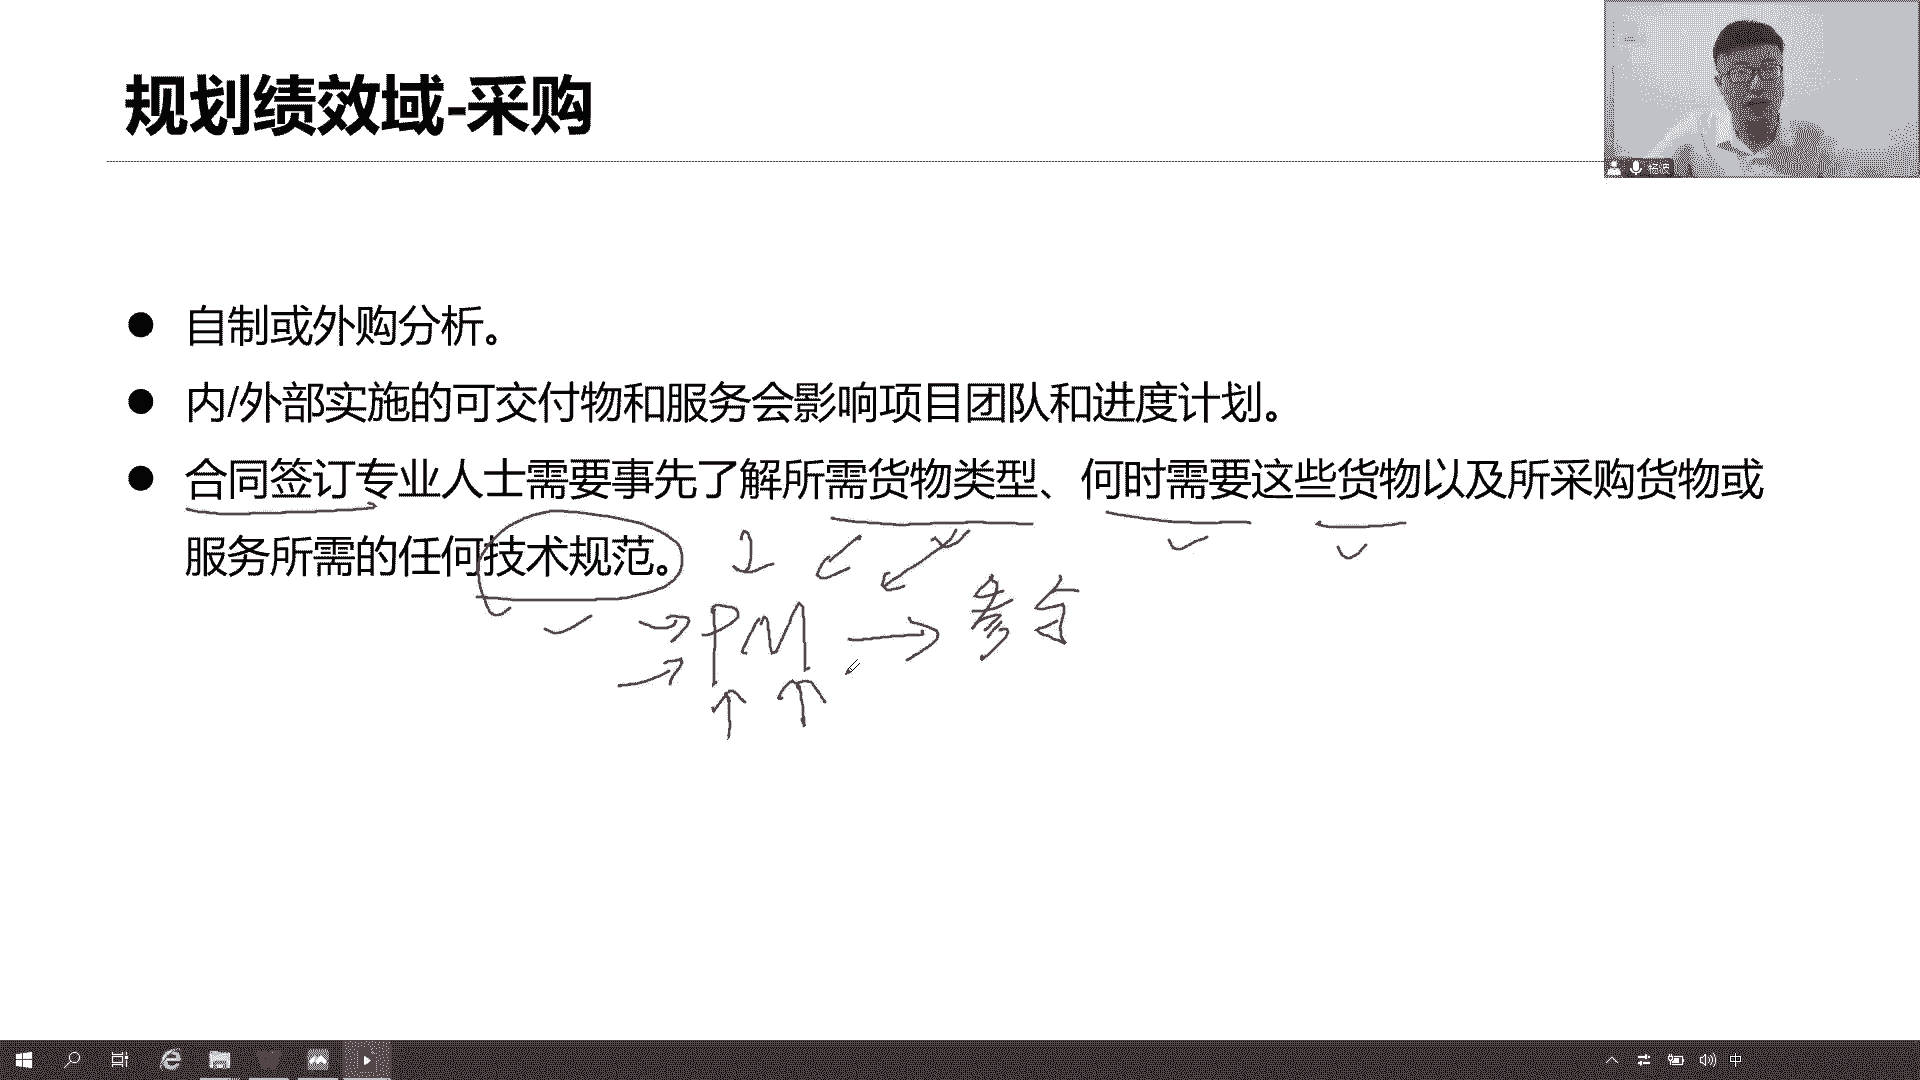 规划绩效域-采购
杨波
● 自制或外购分析。
● 内/外部实施的可交付物和服务会影响项目团队和进度计划。
● 合同签订专业人士需要事先了解所需货物类型、何时需要这些货物以及所采购货物或
服务所需的任何技术规范。
PM → 参与
中